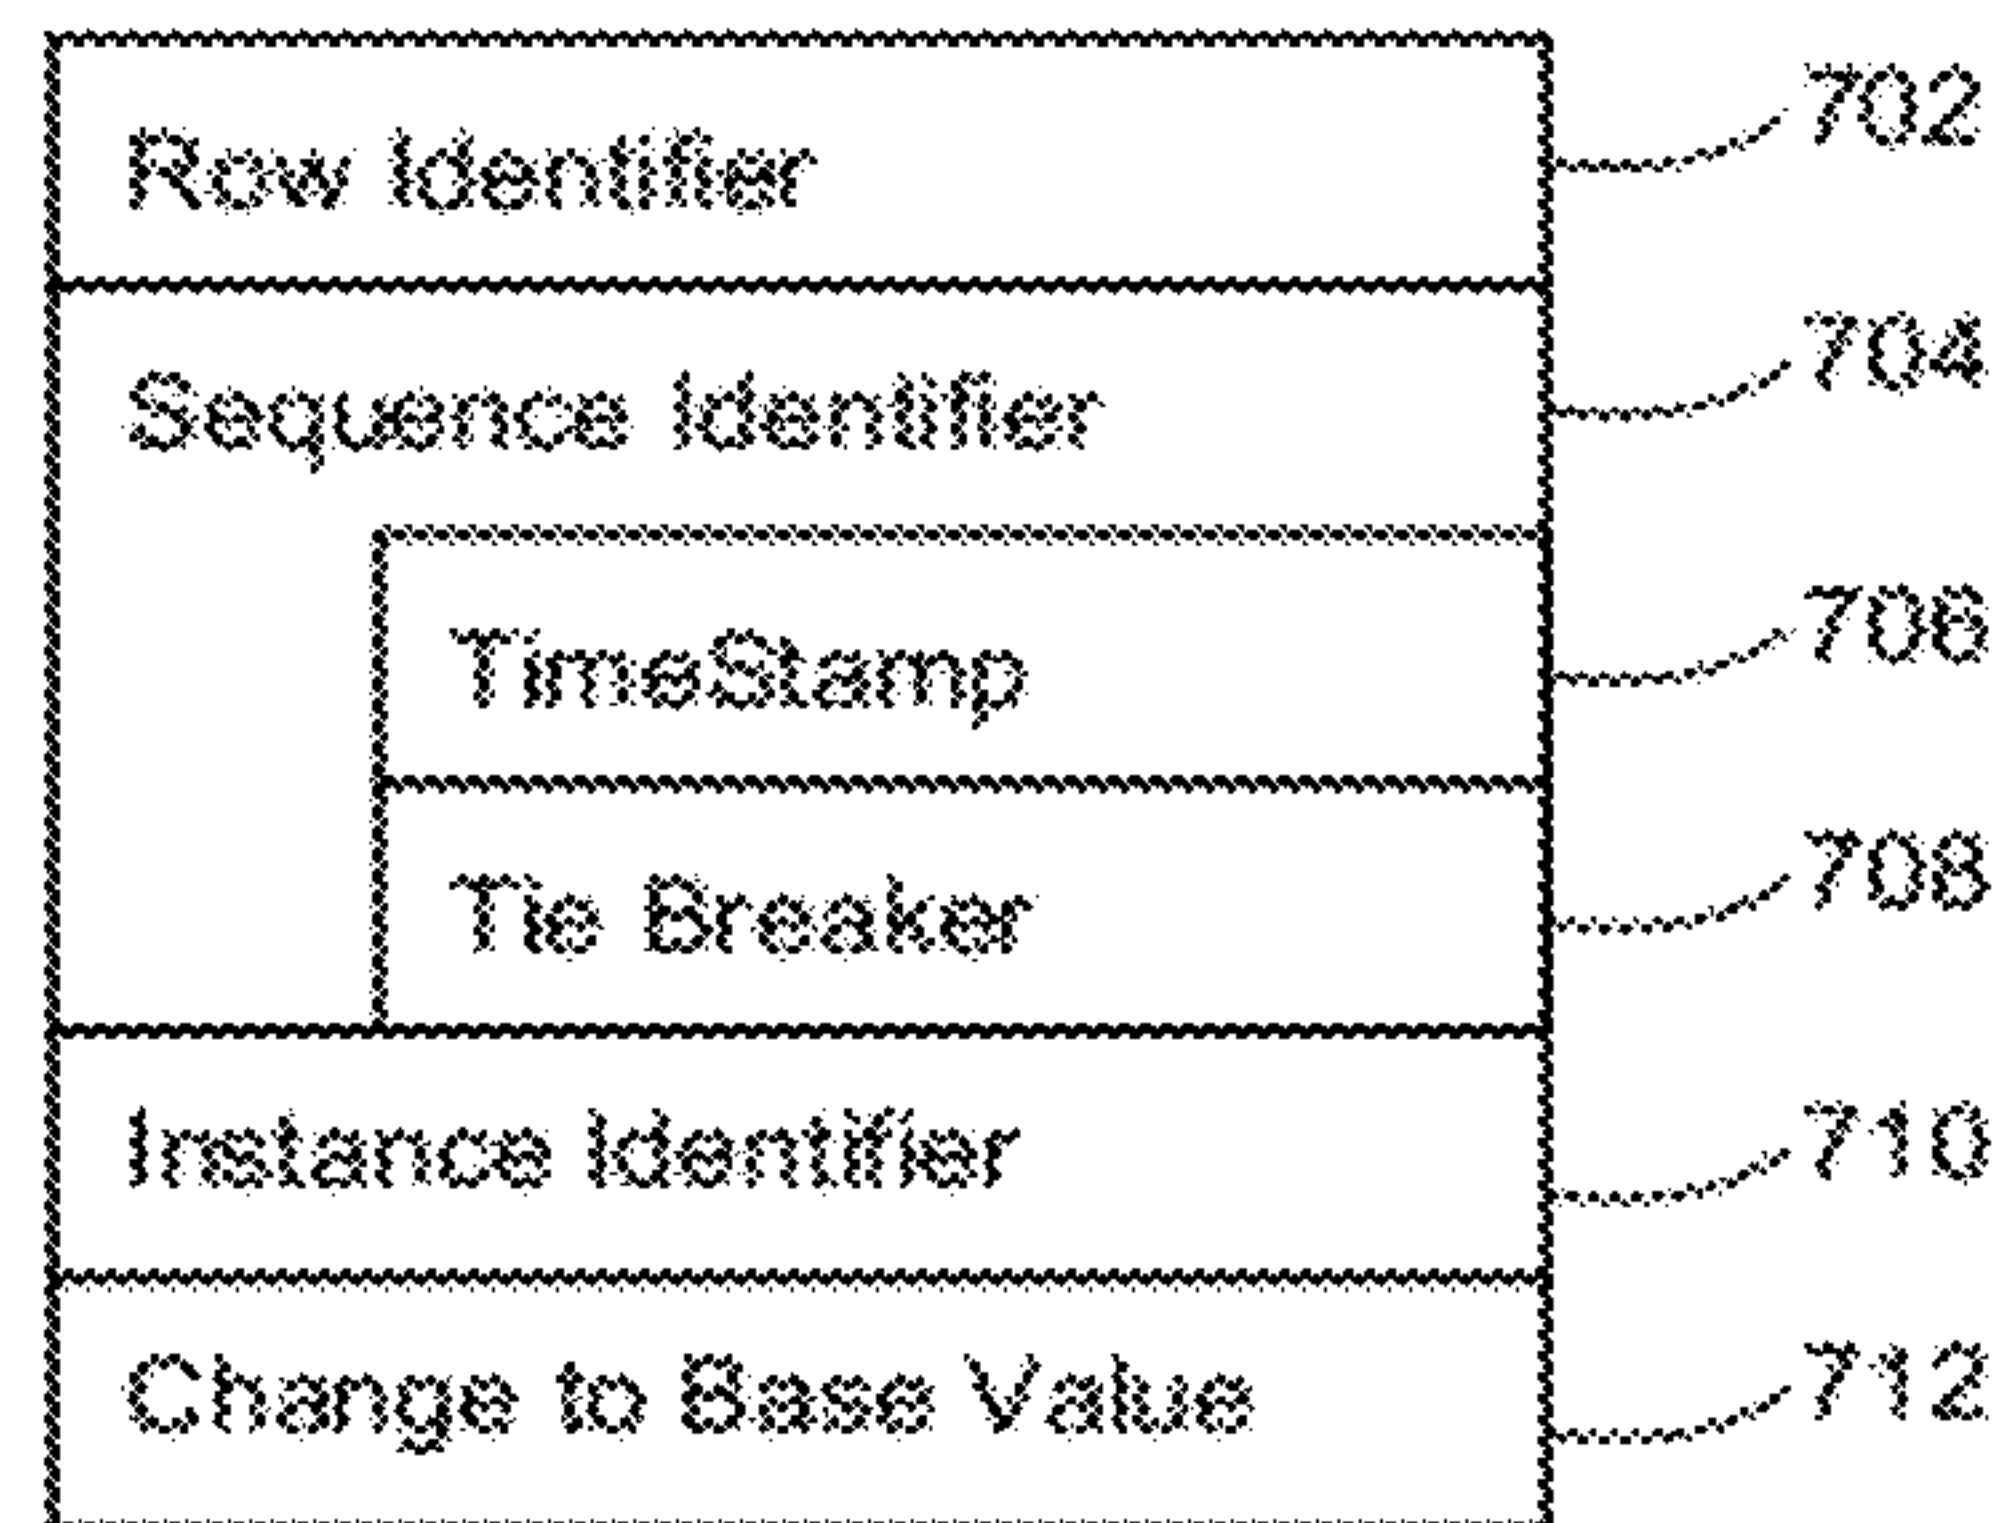 Row Identifier 702
Sequence Identifier 704
TimeStamp 706
Tie Breaker 708
Instance Identifier 710
Change to Base Value 712